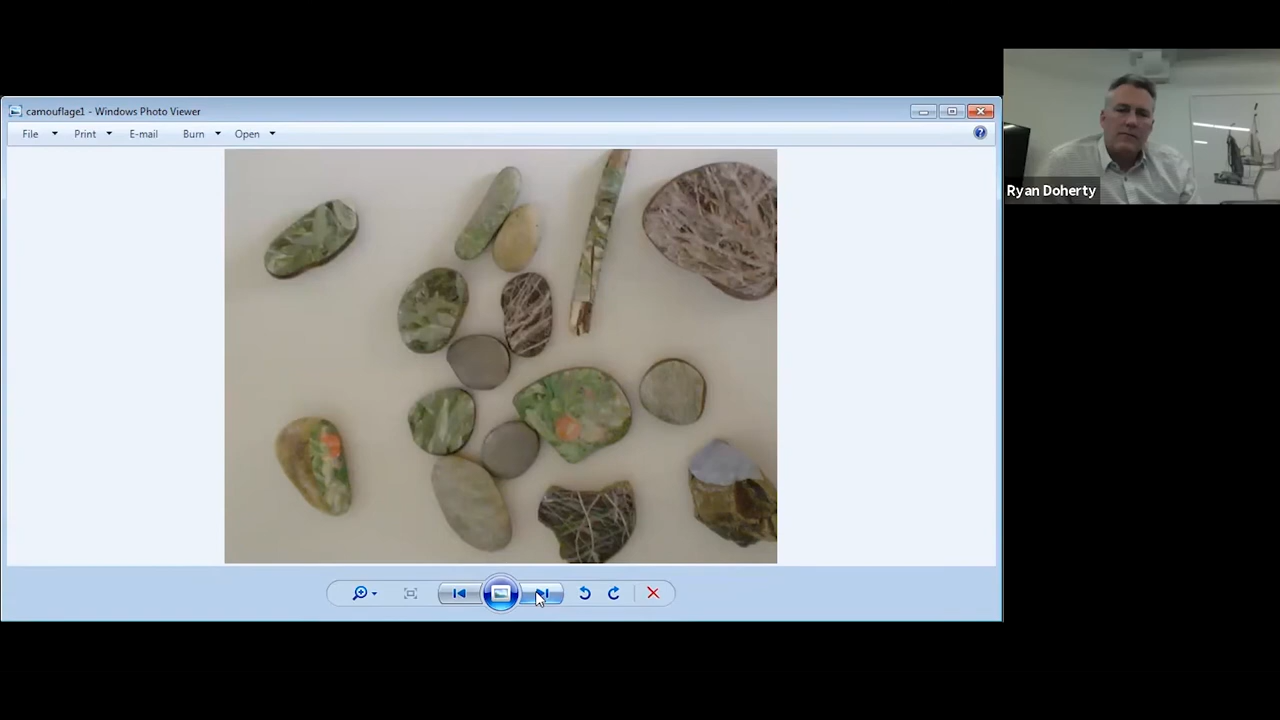 camouflage1 - Windows Photo Viewer
File Print E-mail Burn Open
Ryan Doherty